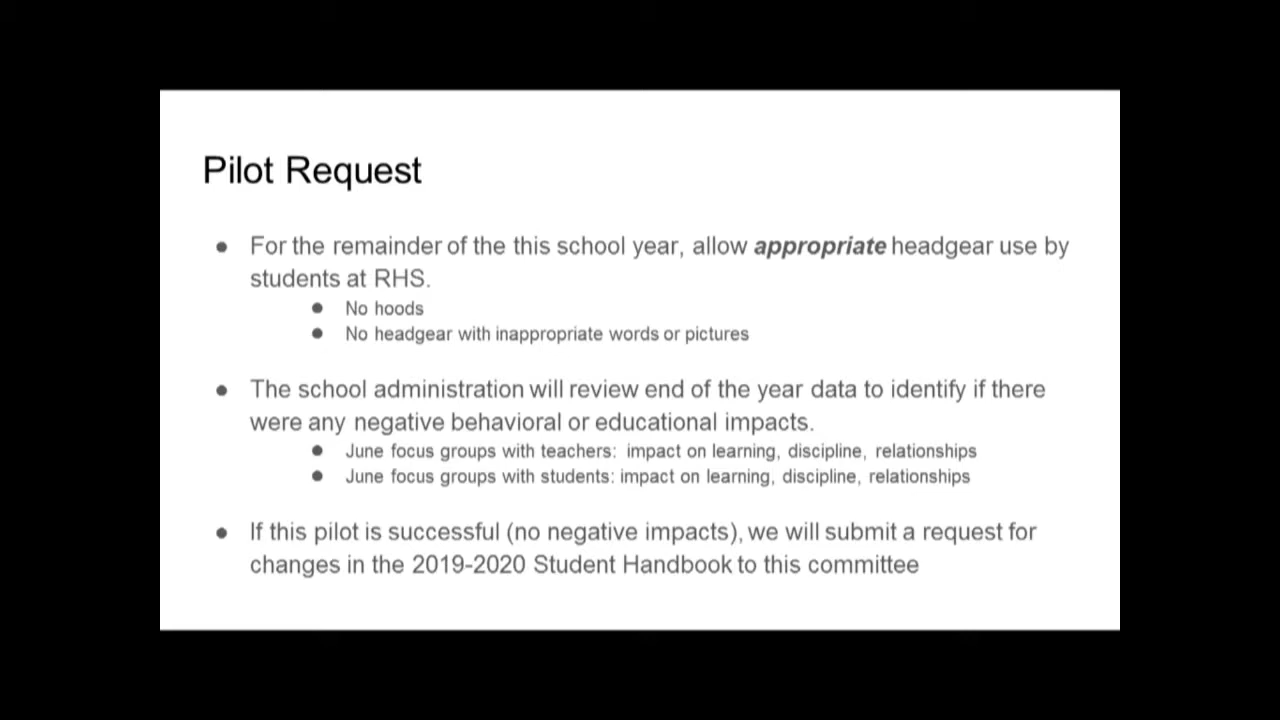 Pilot Request
● For the remainder of the this school year, allow appropriate headgear use by
students at RHS.
● No hoods
● No headgear with inappropriate words or pictures
● The school administration will review end of the year data to identify if there
were any negative behavioral or educational impacts.
● June focus groups with teachers: impact on learning, discipline, relationships
● June focus groups with students: impact on learning, discipline, relationships
● If this pilot is successful (no negative impacts), we will submit a request for
changes in the 2019-2020 Student Handbook to this committee